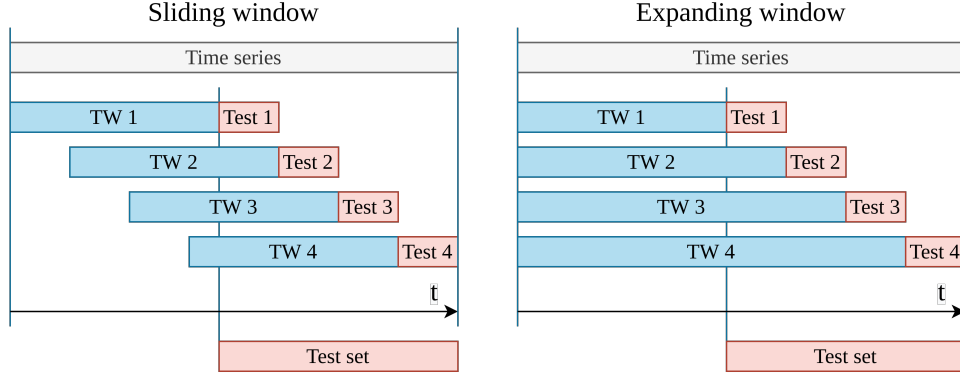 Sliding window
Time series
TW 1
Test 1
TW 2
Test 2
TW 3
Test 3
TW 4
Test 4
t
Test set
Expanding window
Time series
TW 1
Test 1
TW 2
Test 2
TW 3
Test 3
TW 4
Test 4
t
Test set